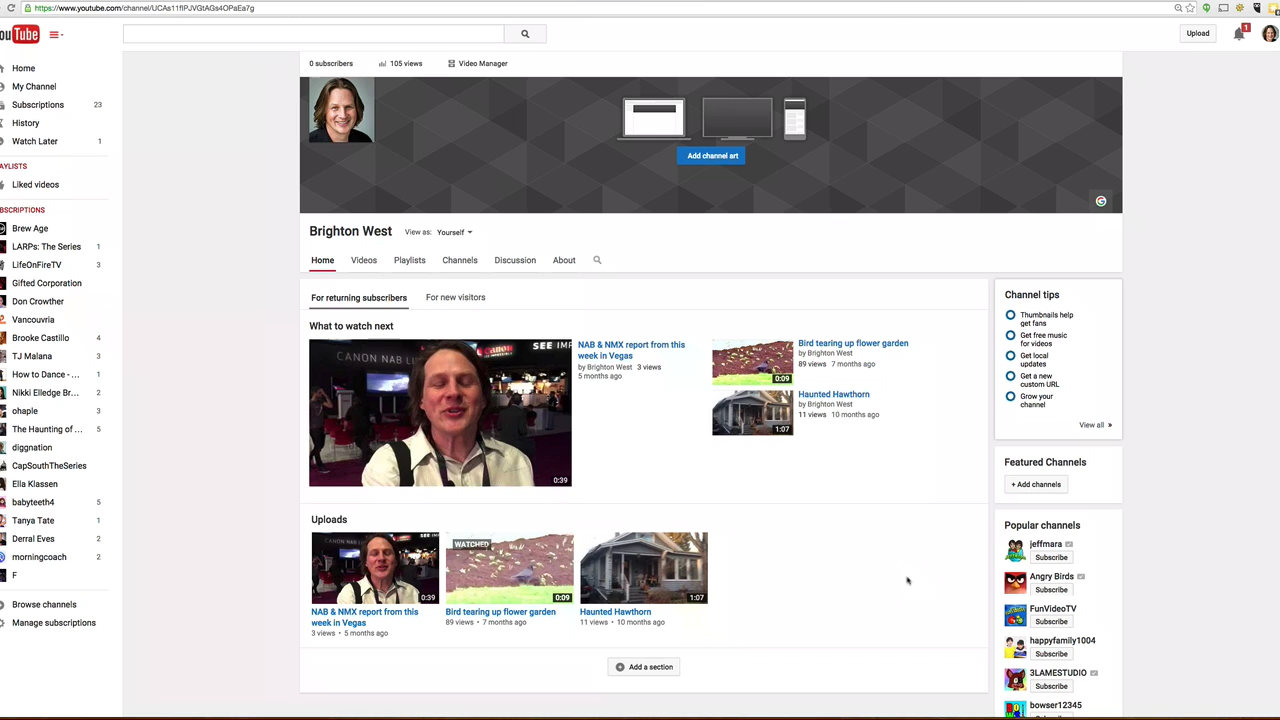 https://www.youtube.com/channel/UCAs11fIPJVGtAGs4OPaEa7g
ouTube
Upload
1
Home
My Channel
Subscriptions 23
History
Watch Later 1
AYLISTS
Liked videos
BSCRIPTIONS
Brew Age
LARPs: The Series 1
LifeOnFireTV 3
Gifted Corporation
Don Crowther
Vancouvria
Brooke Castillo 4
TJ Malana 3
How to Dance - ... 3
Nikki Elledge Br... 2
ohaple 3
The Haunting of ... 5
diggnation
CapSouthTheSeries
Ella Klassen
babyteeth4 5
Tanya Tate 1
Derral Eves 2
morningcoach 2
F
Browse channels
Manage subscriptions
0 subscribers 105 views Video Manager
Add channel art
Brighton West View as: Yourself
Home Videos Playlists Channels Discussion About
For returning subscribers For new visitors
What to watch next
CANON NAB
Canon
SEE IMP
0:39
NAB & NMX report from this
week in Vegas
by Brighton West 3 views
5 months ago
0:09
Bird tearing up flower garden
by Brighton West
89 views 7 months ago
1:07
Haunted Hawthorn
by Brighton West
11 views 10 months ago
Uploads
CANON NAB
SEE IMP
0:39
NAB & NMX report from this
week in Vegas
3 views • 5 months ago
WATCHED
0:09
Bird tearing up flower garden
89 views • 7 months ago
1:07
Haunted Hawthorn
11 views • 10 months ago
Add a section
Channel tips
Thumbnails help
get fans
Get free music
for videos
Get local
updates
Get a new
custom URL
Grow your
channel
View all »
Featured Channels
+ Add channels
Popular channels
jeffmara
Subscribe
Angry Birds
Subscribe
FunVideoTV
Subscribe
happyfamily1004
Subscribe
3LAMESTUDIO
Subscribe
bowser12345